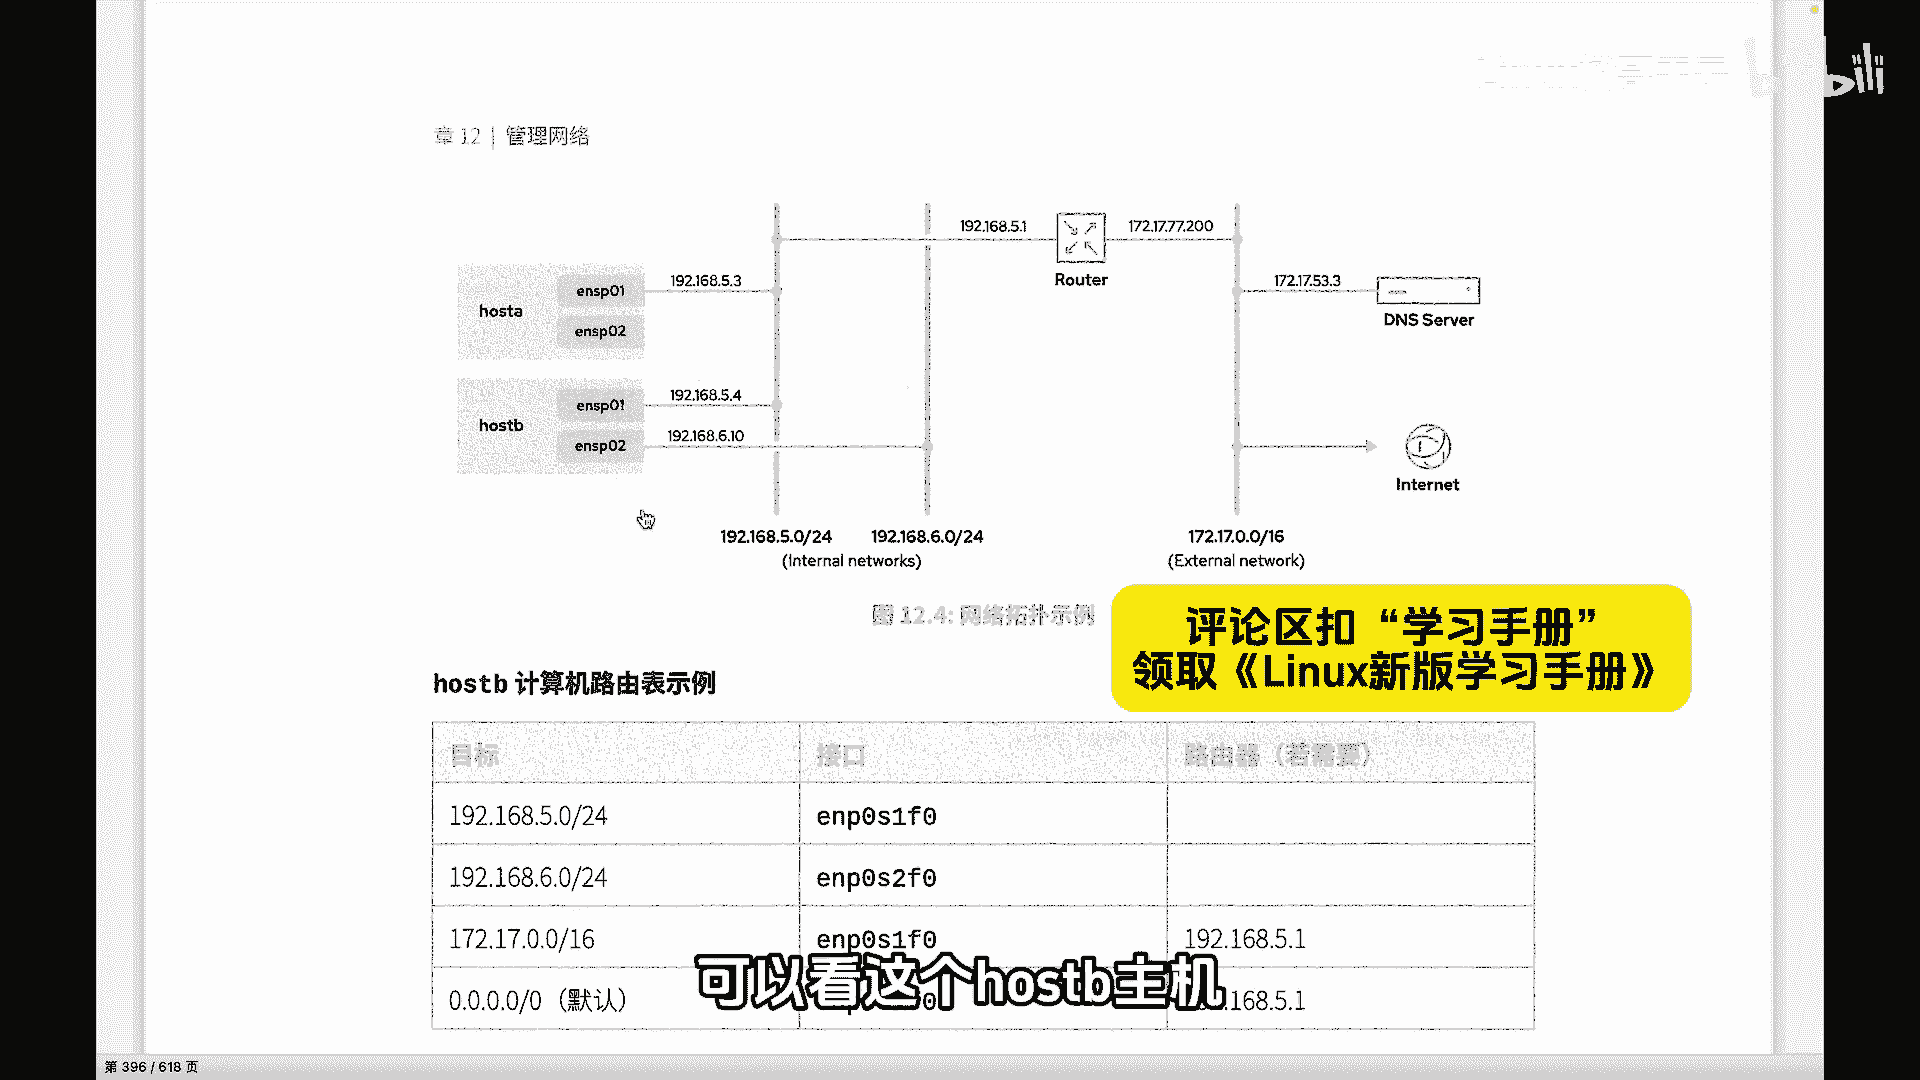 bili
章 12 | 管理网络
192.168.5.1
172.17.77.200
Router
192.168.5.3
172.17.53.3
DNS Server
hosta
ensp01
ensp02
192.168.5.4
192.168.6.10
hostb
ensp01
ensp02
Internet
192.168.5.0/24
192.168.6.0/24
(Internal networks)
172.17.0.0/16
(External network)
图 12.4: 网络拓扑示例
评论区扣“学习手册”
领取《Linux新版学习手册》
hostb 计算机路由表示例
目标 接口 路由器（若需要）
192.168.5.0/24 enp0s1f0
192.168.6.0/24 enp0s2f0
172.17.0.0/16 enp0s1f0 192.168.5.1
0.0.0.0/0（默认） .168.5.1
可以看这个hostb主机
第 396 / 618 页